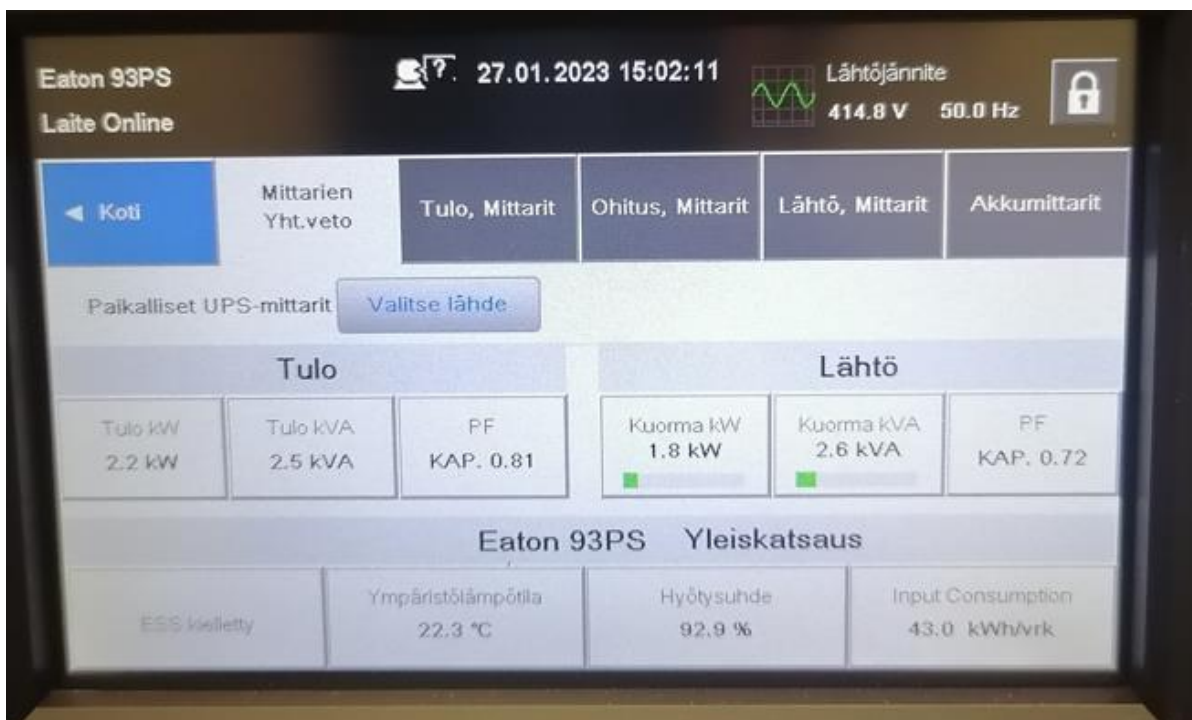 Eaton 93PS
Laite Online
27.01.2023 15:02:11
Lähtöjännite
414.8 V 50.0 Hz
◄ Koti
Mittarien
Yht.veto
Tulo, Mittarit
Ohitus, Mittarit
Lähtö, Mittarit
Akkumittarit
Paikalliset UPS-mittarit
Valitse lähde
Tulo
Lähtö
Tulo kW
2.2 kW
Tulo kVA
2.5 kVA
PF
KAP. 0.81
Kuorma kW
1.8 kW
Kuorma kVA
2.6 kVA
PF
KAP. 0.72
Eaton 93PS Yleiskatsaus
ESS kielletty
Ympäristölämpötila
22.3 °C
Hyötysuhde
92.9 %
Input Consumption
43.0 kWh/vrk